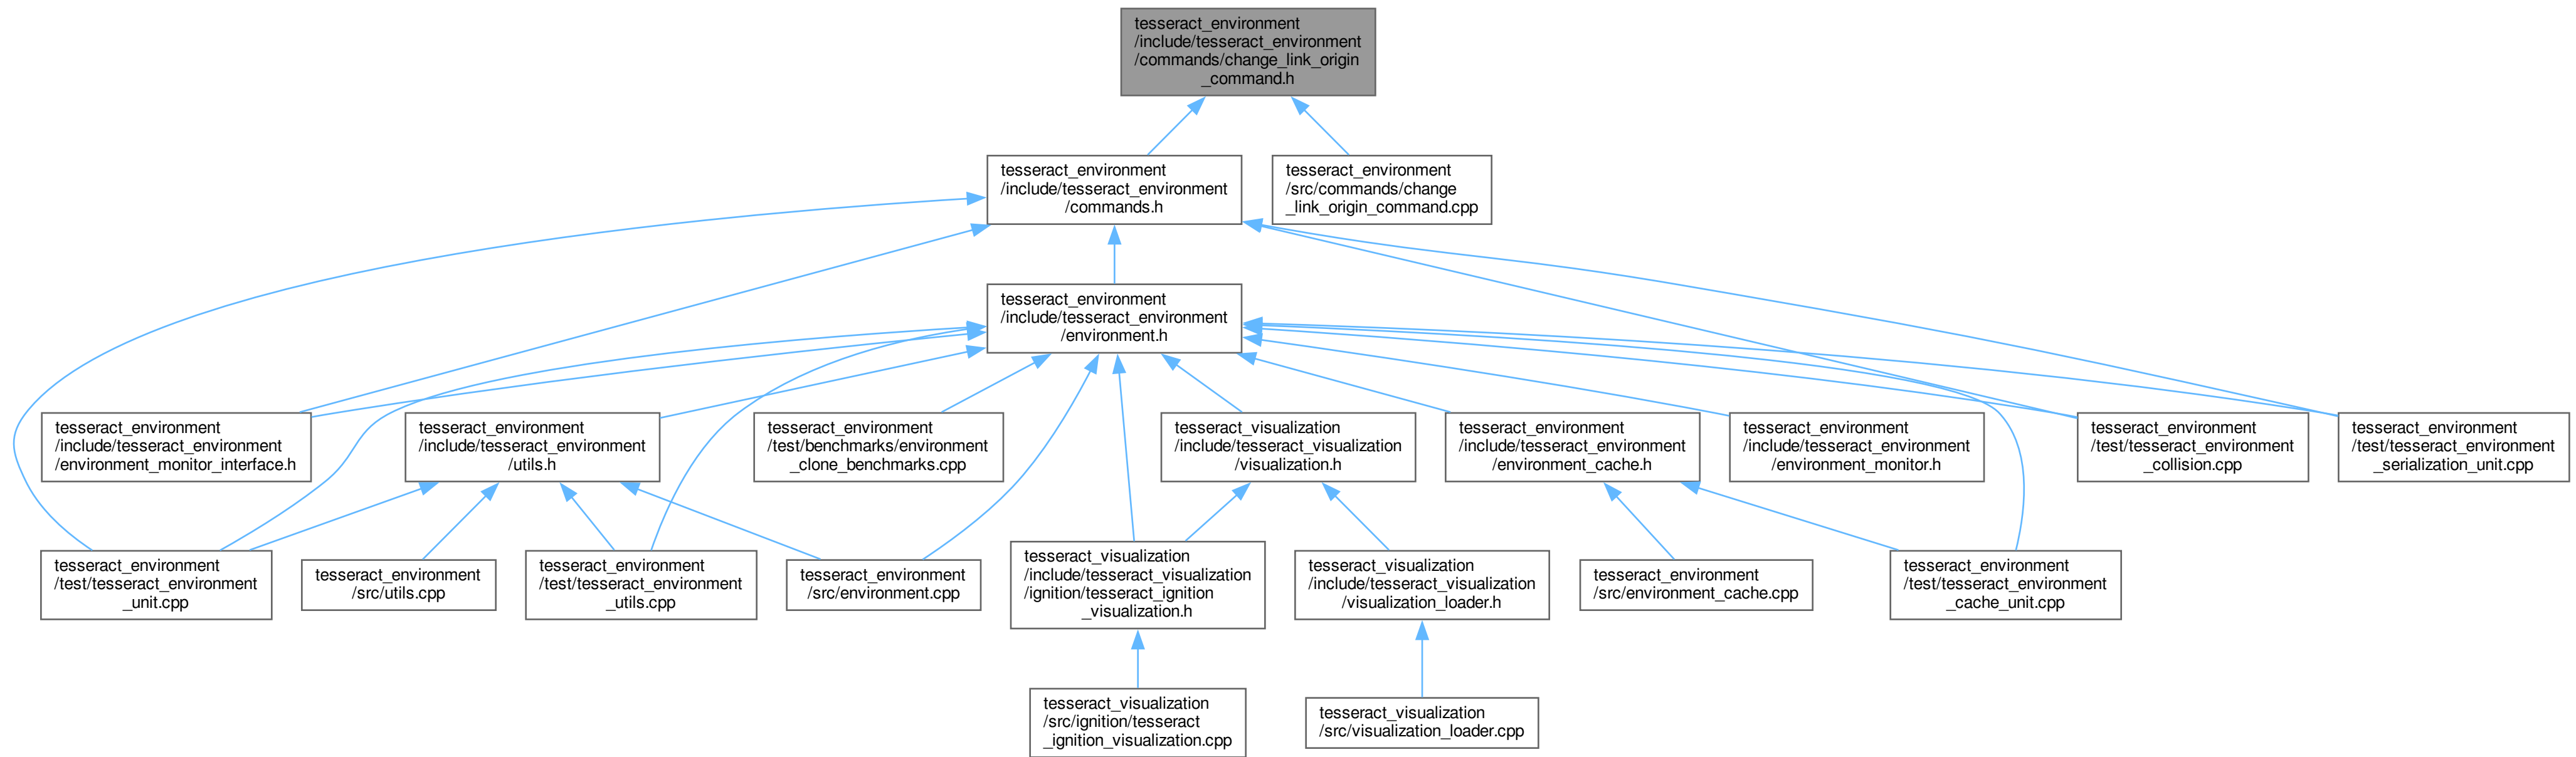 tesseract_environment
/include/tesseract_environment
/commands/change_link_origin
_command.h
tesseract_environment
/include/tesseract_environment
/commands.h
tesseract_environment
/src/commands/change
_link_origin_command.cpp
tesseract_environment
/include/tesseract_environment
/environment.h
tesseract_environment
/include/tesseract_environment
/environment_monitor_interface.h
tesseract_environment
/include/tesseract_environment
/utils.h
tesseract_environment
/test/benchmarks/environment
_clone_benchmarks.cpp
tesseract_visualization
/include/tesseract_visualization
/visualization.h
tesseract_environment
/include/tesseract_environment
/environment_cache.h
tesseract_environment
/include/tesseract_environment
/environment_monitor.h
tesseract_environment
/test/tesseract_environment
_collision.cpp
tesseract_environment
/test/tesseract_environment
_serialization_unit.cpp
tesseract_environment
/test/tesseract_environment
_unit.cpp
tesseract_environment
/src/utils.cpp
tesseract_environment
/test/tesseract_environment
_utils.cpp
tesseract_environment
/src/environment.cpp
tesseract_visualization
/include/tesseract_visualization
/ignition/tesseract_ignition
_visualization.h
tesseract_visualization
/include/tesseract_visualization
/visualization_loader.h
tesseract_environment
/src/environment_cache.cpp
tesseract_environment
/test/tesseract_environment
_cache_unit.cpp
tesseract_visualization
/src/ignition/tesseract
_ignition_visualization.cpp
tesseract_visualization
/src/visualization_loader.cpp